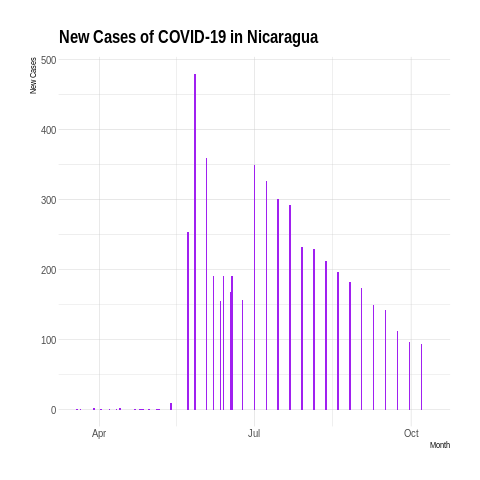 New Cases of COVID-19 in Nicaragua
New Cases
500
400
300
200
100
0
Apr
Jul
Oct
Month